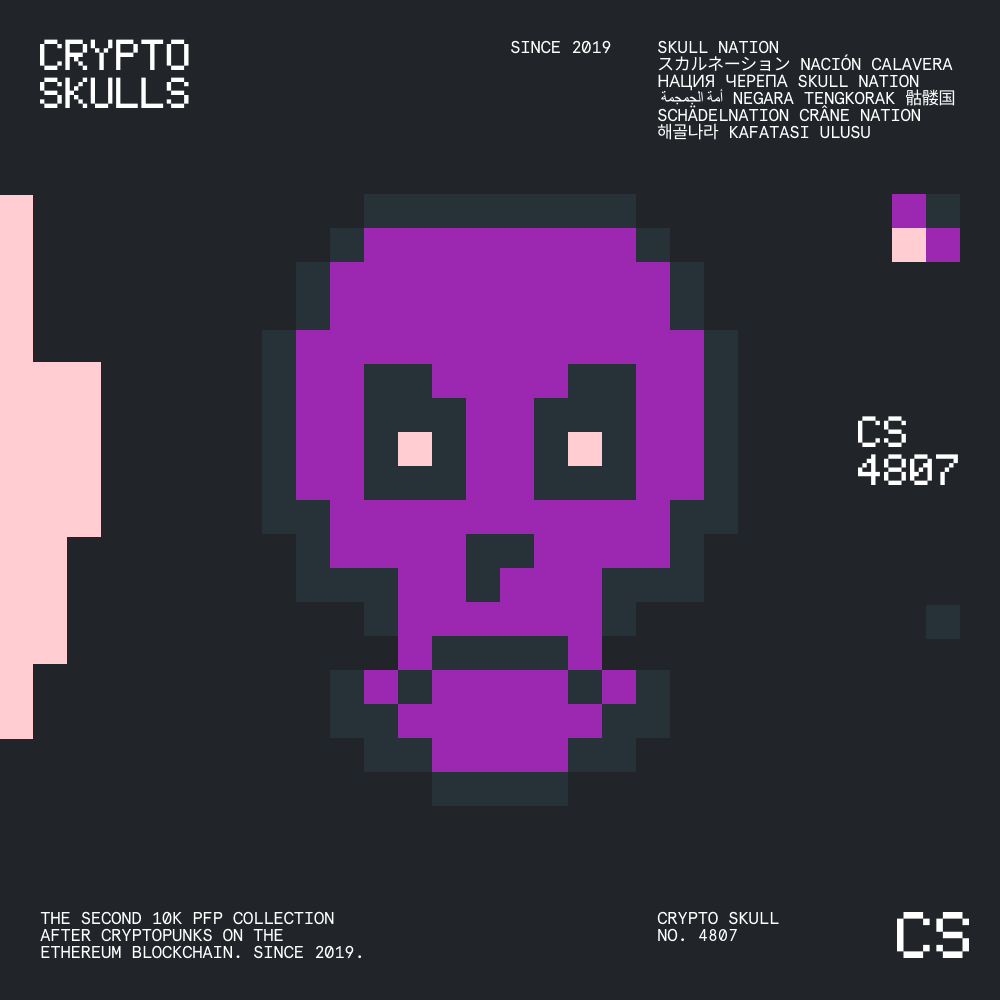 CRYPTO
SKULLS
SINCE 2019
SKULL NATION
スカルネーション NACIÓN CALAVERA
НАЦИЯ ЧЕРЕПА SKULL NATION
أمة الجمجمة NEGARA TENGKORAK 骷髅国
SCHÄDELNATION CRÂNE NATION
해골나라 KAFATASI ULUSU
CS
4807
THE SECOND 10K PFP COLLECTION
AFTER CRYPTOPUNKS ON THE
ETHEREUM BLOCKCHAIN. SINCE 2019.
CRYPTO SKULL
NO. 4807
CS